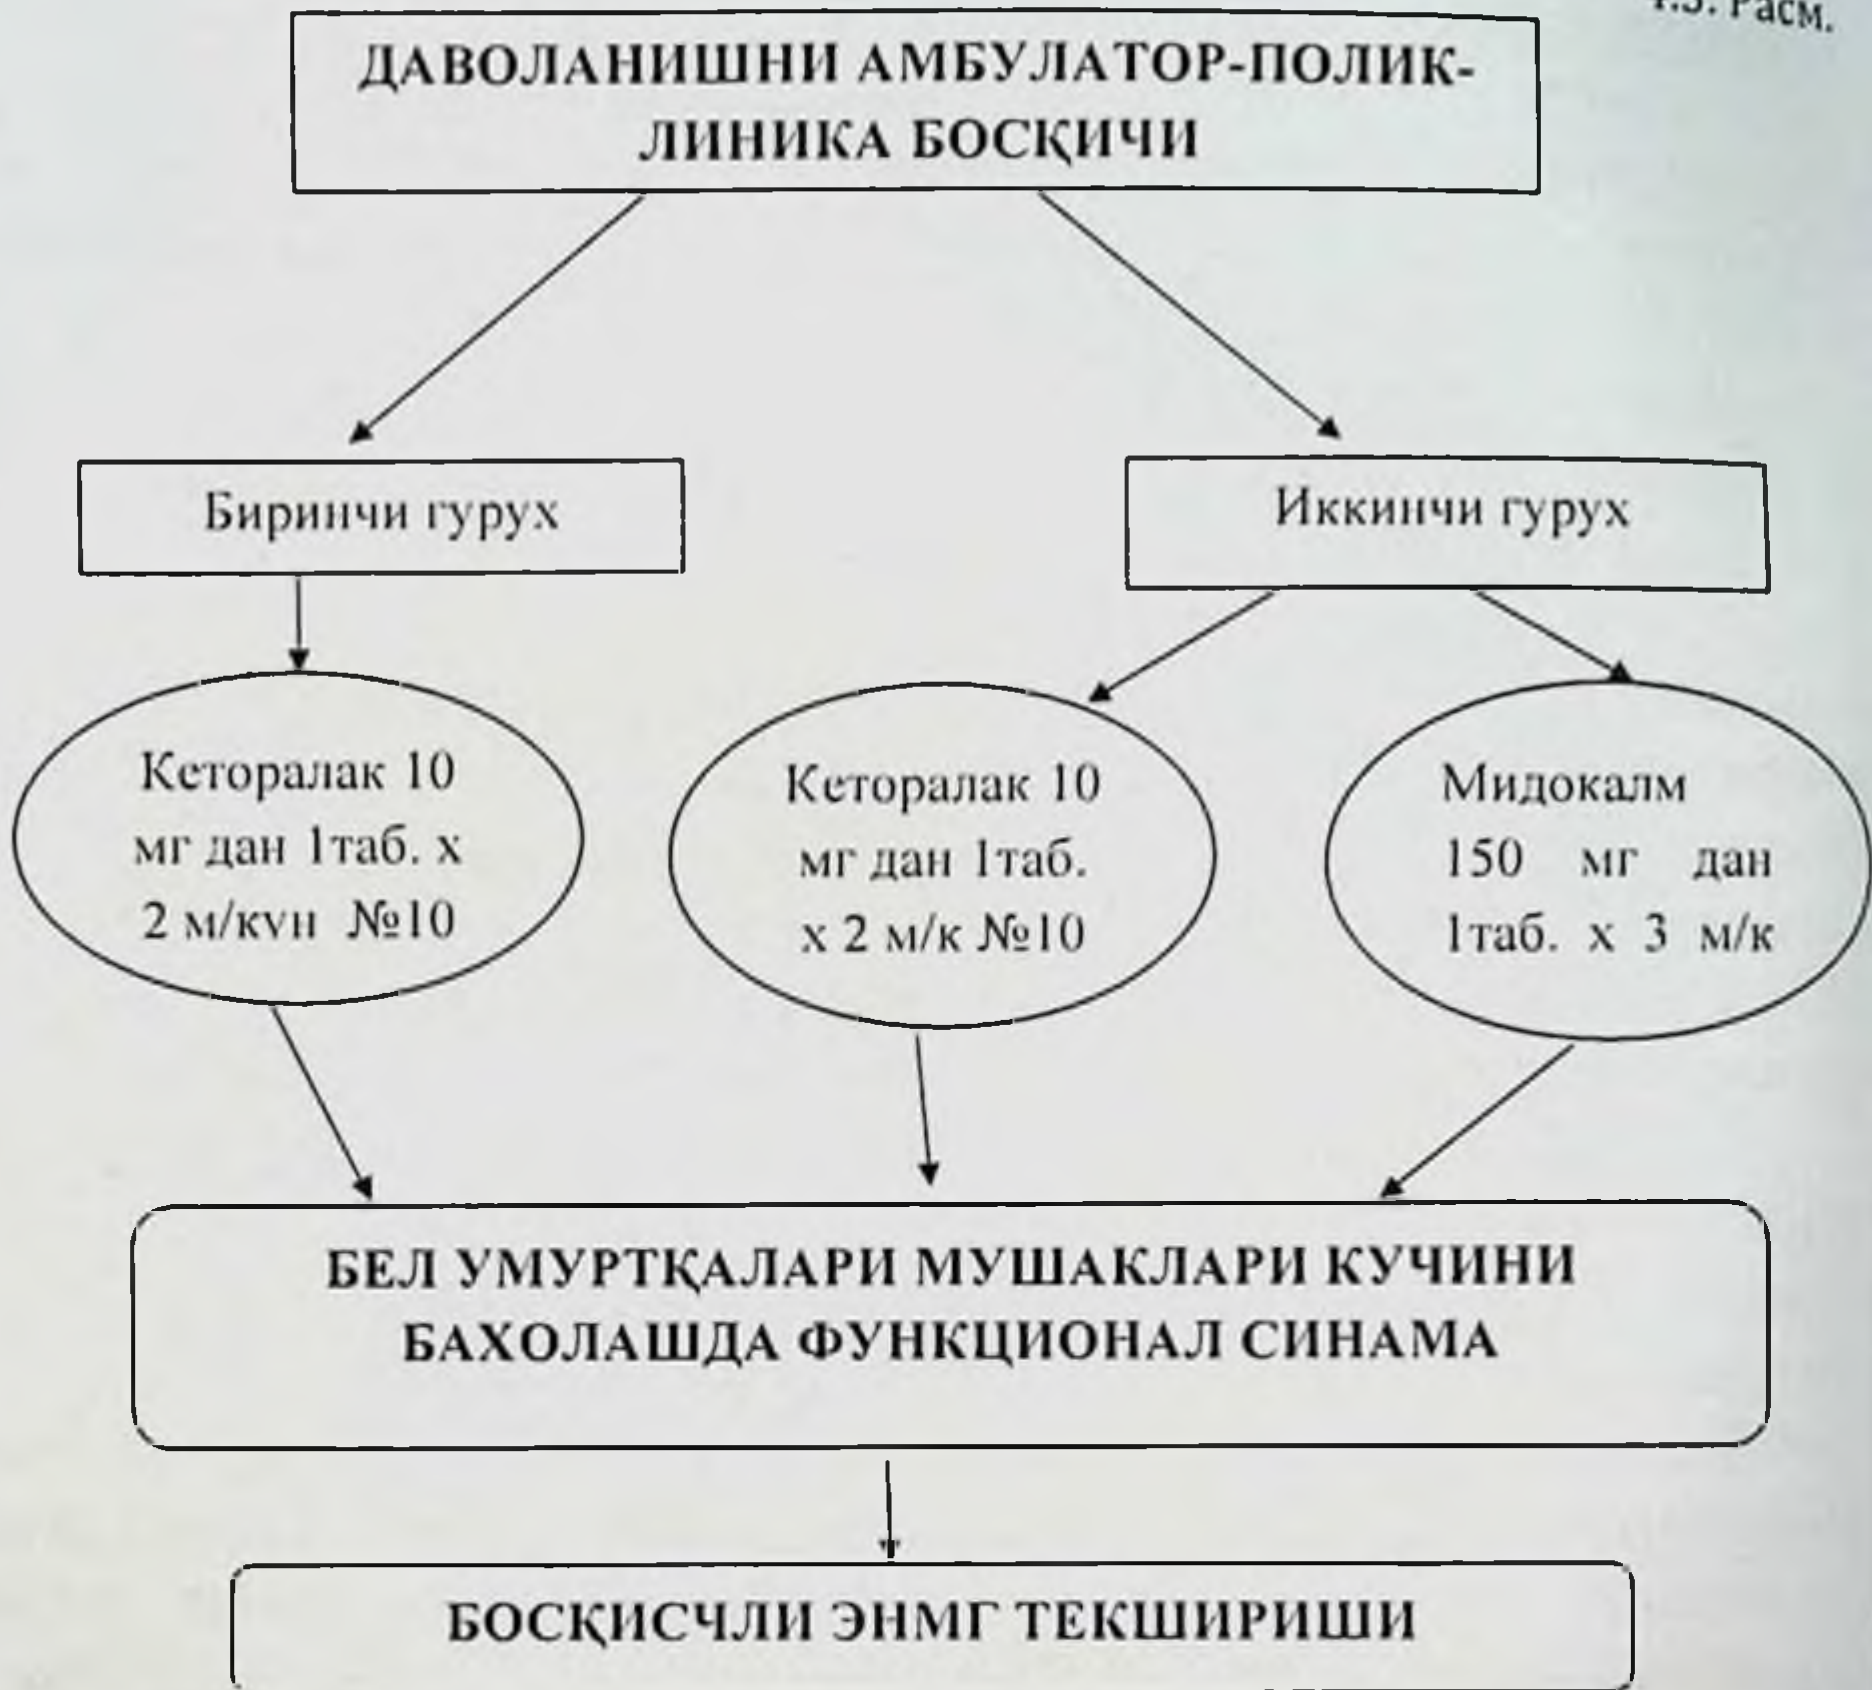 Расм.
ДАВОЛАНИШНИ АМБУЛАТОР-ПОЛИК-
ЛИНИКА БОСҚИЧИ
Биринчи гурух
Иккинчи гурух
Кеторалак 10
мг дан 1таб. х
2 м/кун №10
Кеторалак 10
мг дан 1таб.
х 2 м/к №10
Мидокалм
150 мг дан
1таб. х 3 м/к
БЕЛ УМУРТҚАЛАРИ МУШАКЛАРИ КУЧИНИ
БАХОЛАШДА ФУНКЦИОНАЛ СИНАМА
БОСҚИСЧЛИ ЭНМГ ТЕКШИРИШИ